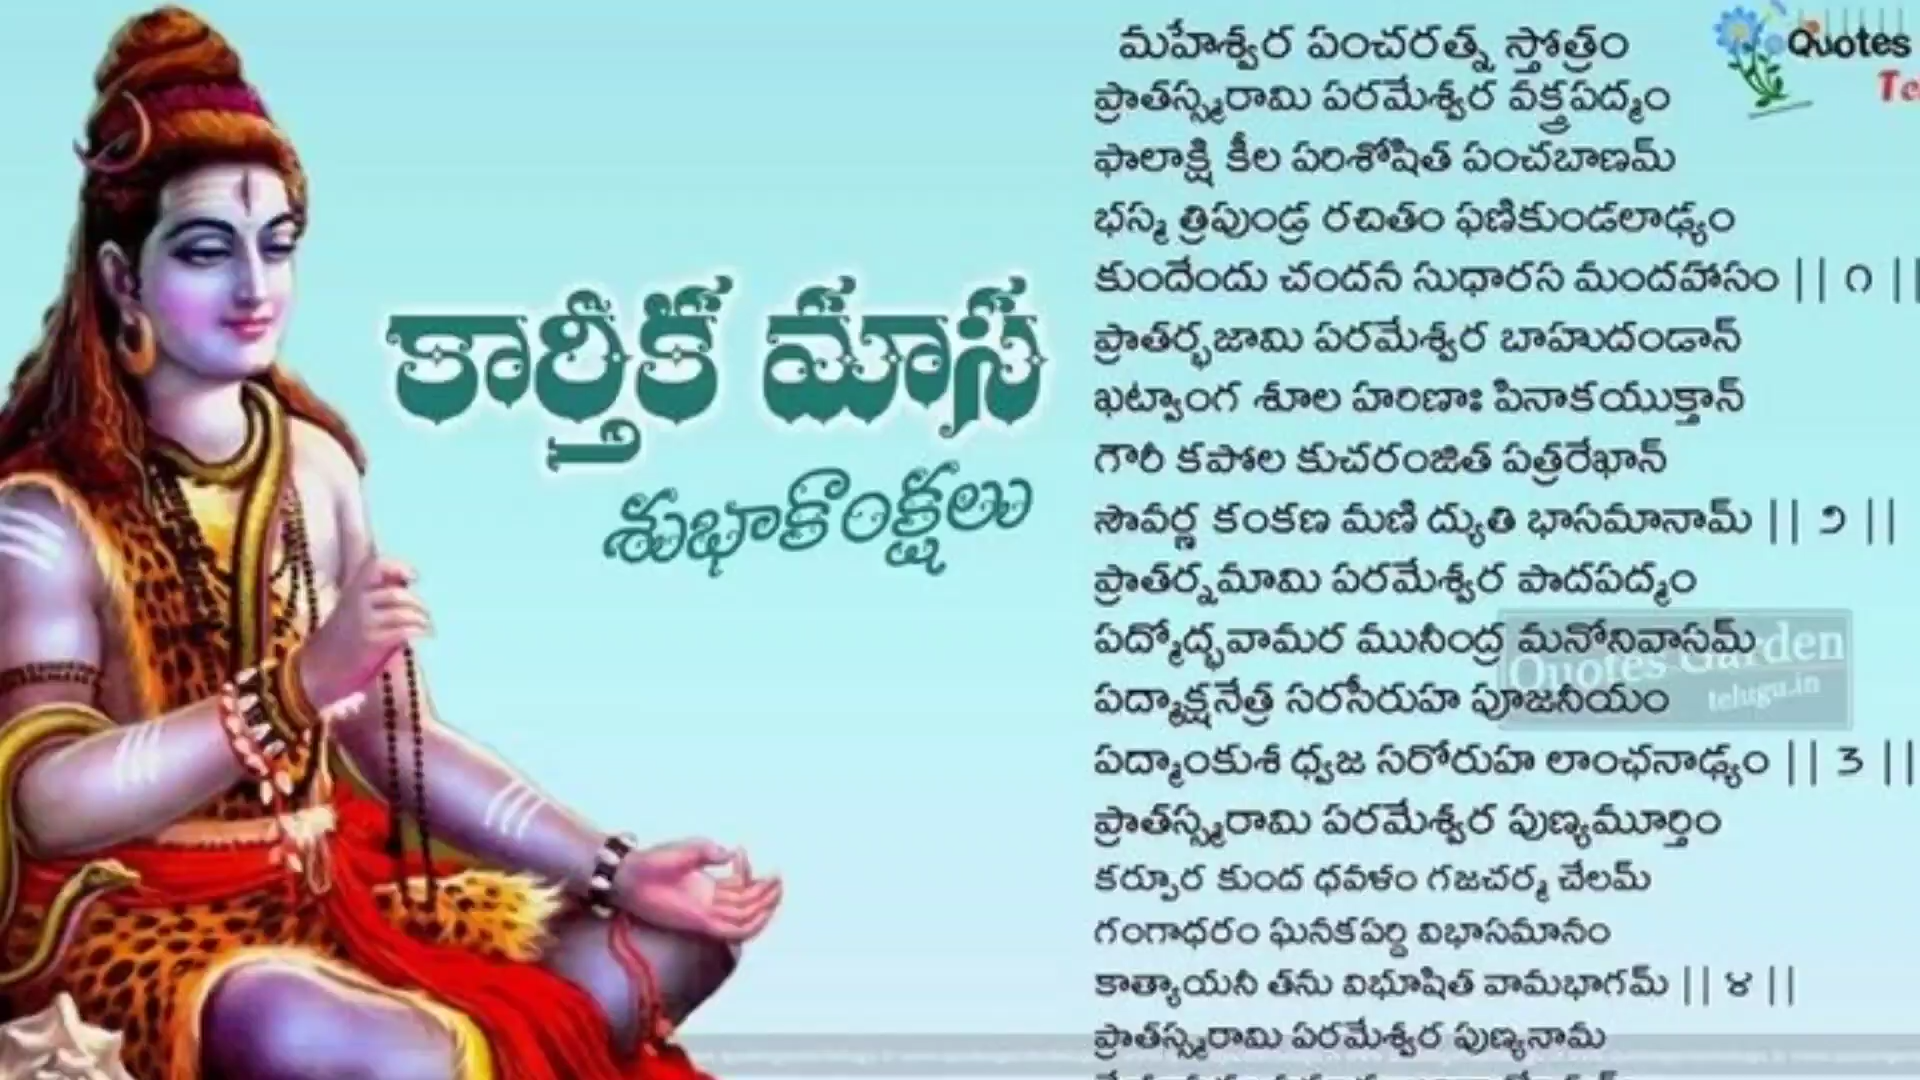 కార్తీక మాస
శుభాకాంక్షలు
మహేశ్వర పంచరత్న స్తోత్రం
ప్రాతస్స్మరామి పరమేశ్వర వక్త్రపద్మం
ఫాలాక్షి కీల పరిశోషిత పంచబాణమ్
భస్మ త్రిపుండ్ర రచితం ఫణికుండలాఢ్యం
కుందేందు చందన సుధారస మందహాసం || ౧ ||
ప్రాతర్భజామి పరమేశ్వర బాహుదండాన్
ఖట్వాంగ శూల హరిణాః పినాకయుక్తాన్
గౌరీ కపోల కుచరంజిత పత్రరేఖాన్
సౌవర్ణ కంకణ మణి ద్యుతి భాసమానామ్ || ౨ ||
ప్రాతర్నమామి పరమేశ్వర పాదపద్మం
పద్మోద్భవామర మునీంద్ర మనోనివాసమ్
పద్మాక్షనేత్ర సరసీరుహ పూజనీయం
పద్మాంకుశ ధ్వజ సరోరుహ లాంఛనాఢ్యం || ౩ ||
ప్రాతస్స్మరామి పరమేశ్వర పుణ్యమూర్తిం
కర్పూర కుంద ధవళం గజచర్మ చేలమ్
గంగాధరం ఘనకపర్ది విభాసమానం
కాత్యాయనీ తను విభూషిత వామభాగమ్ || ౪ ||
ప్రాతస్స్మరామి పరమేశ్వర పుణ్యనామ
Quotes
Te
Quotes Garden
telugu.in